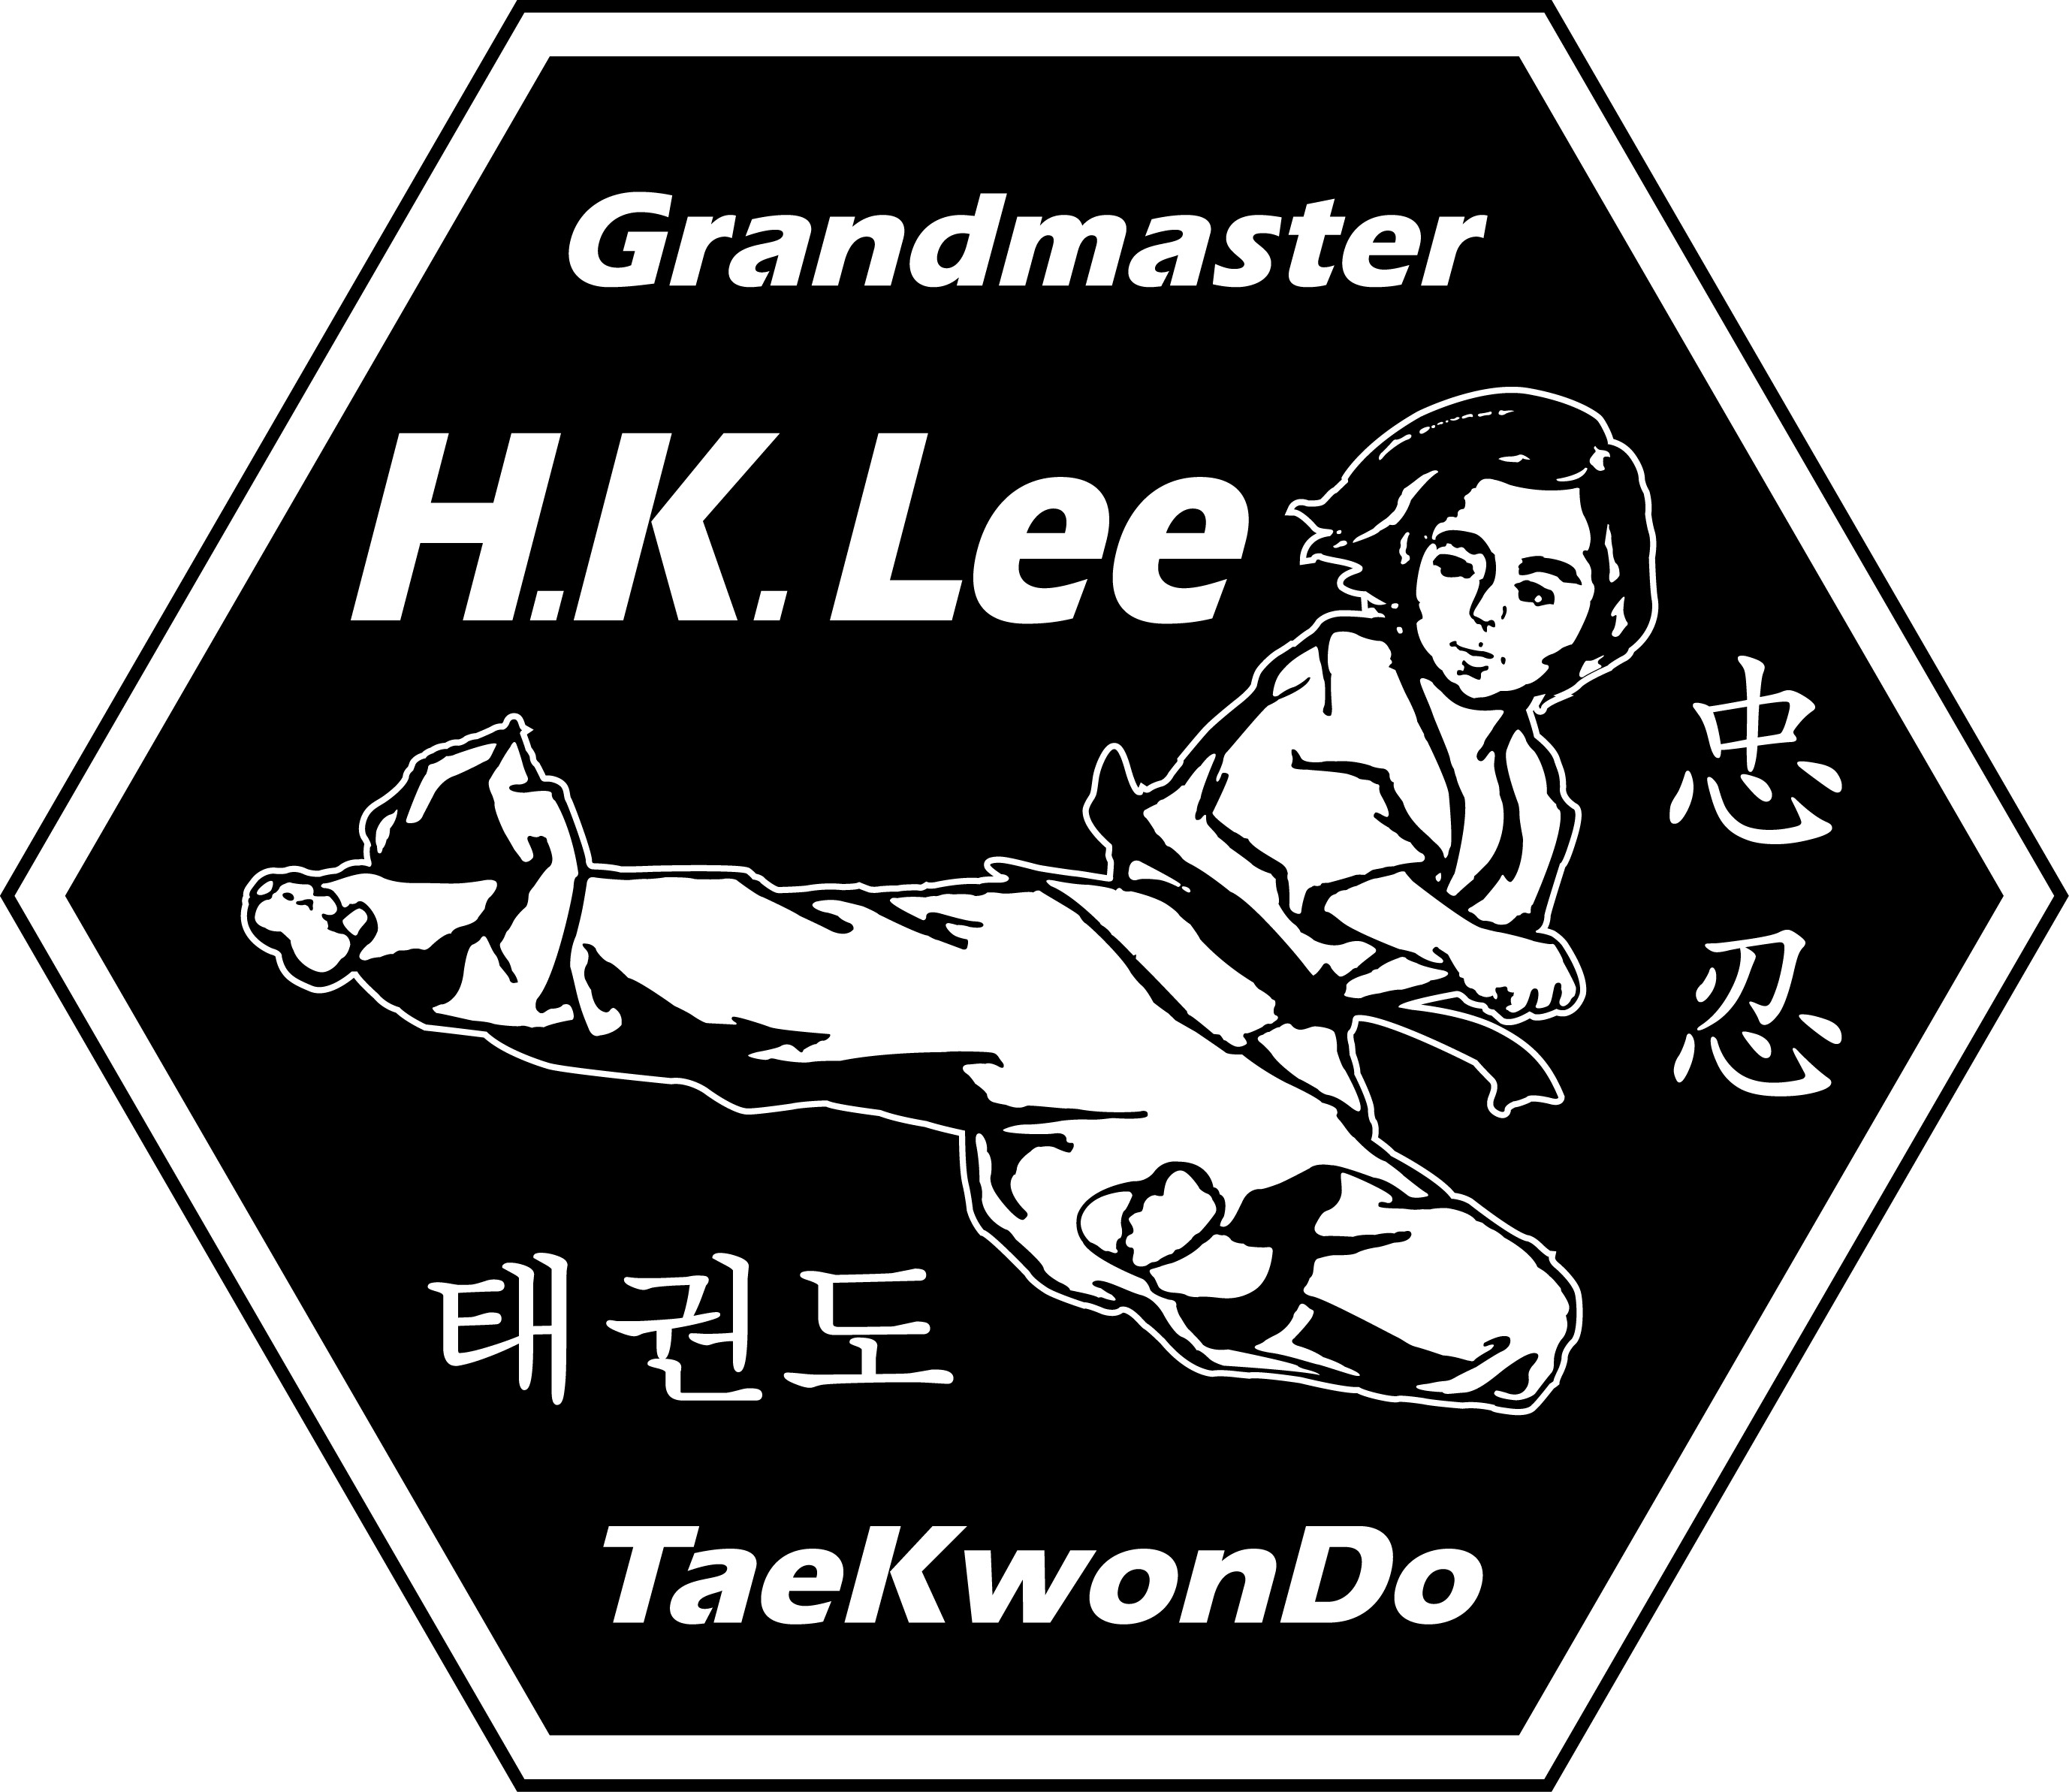 Grandmaster
H.K. Lee
忠
忍
태권도
TaeKwonDo